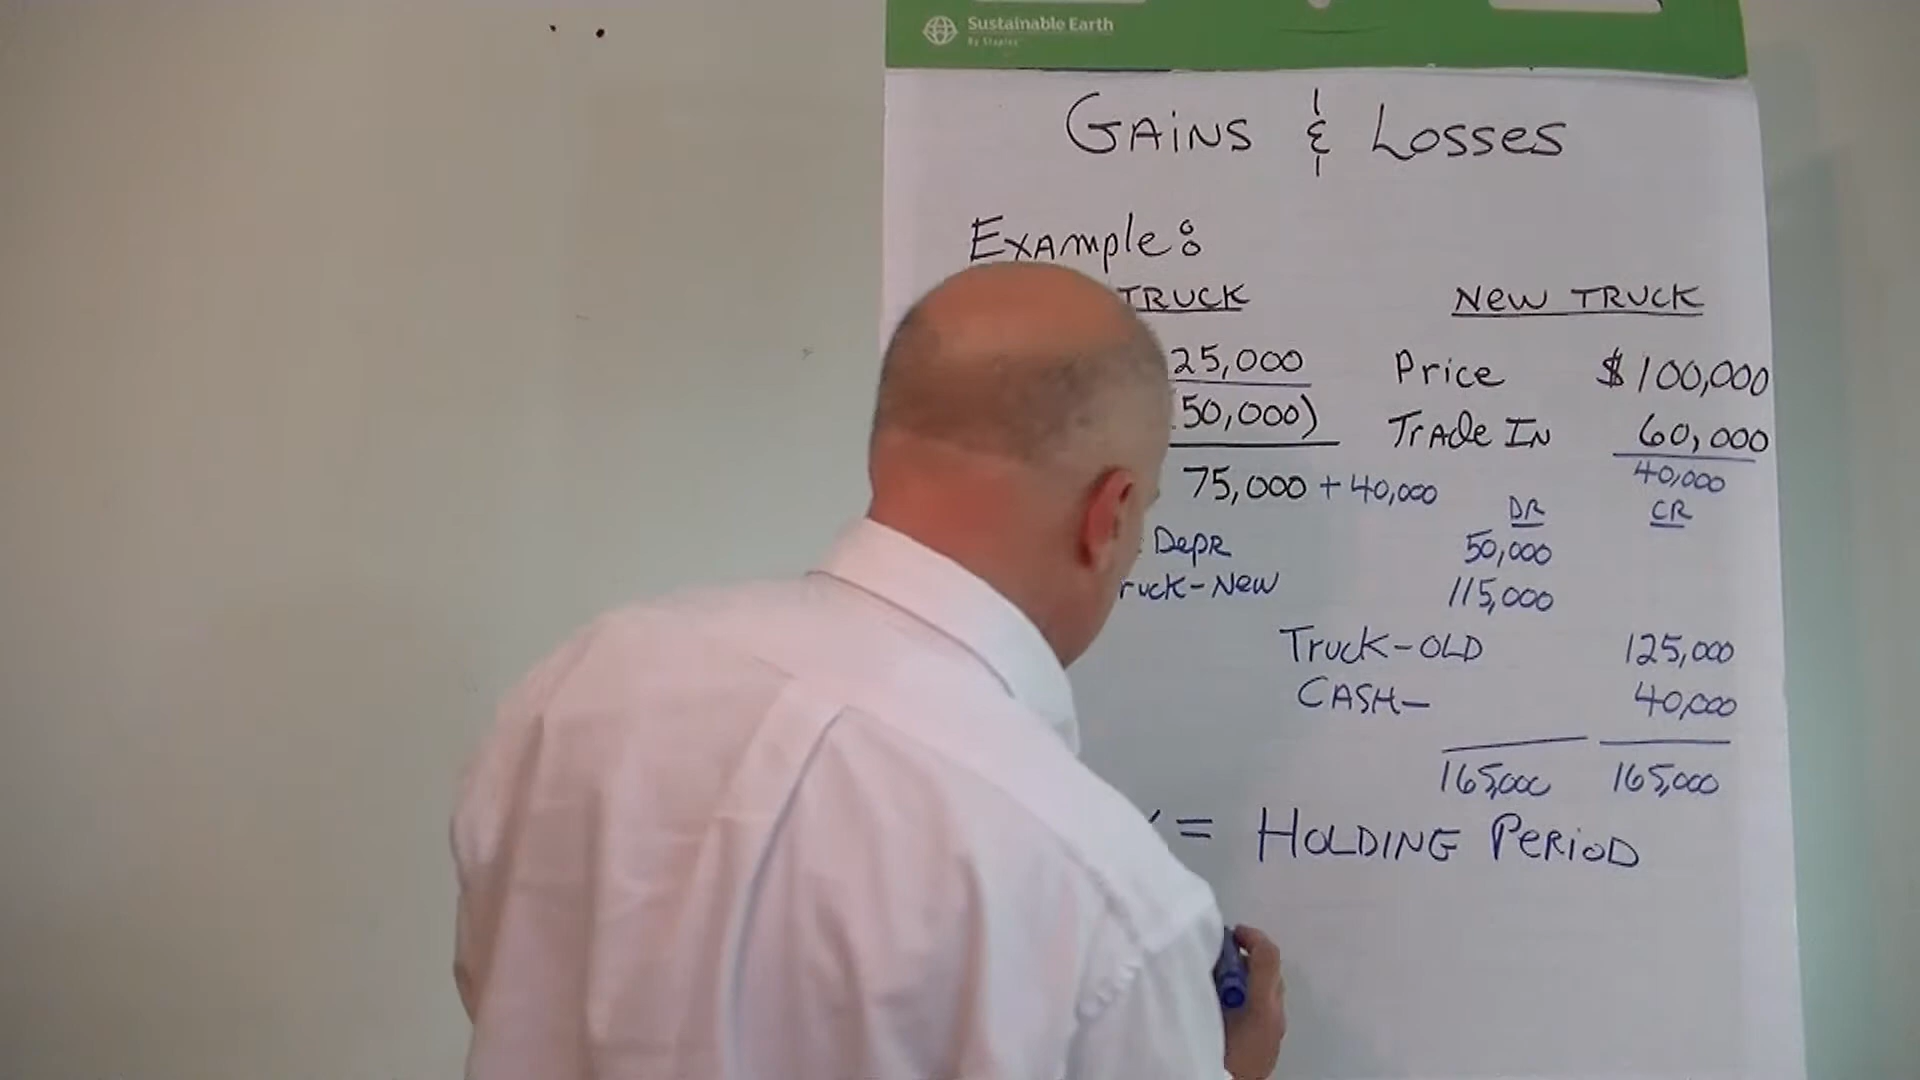 Sustainable Earth
By Staples
GAiNS & Losses
Example:
TRUCK
New TRUCK
25,000
Price $100,000
50,000)
Trade IN 60,000
40,000
75,000 + 40,000
DR CR
Depr 50,000
ruck-New 115,000
Truck-OLD 125,000
CASH- 40,000
165,000 165,000
= HOLDING PERiOD